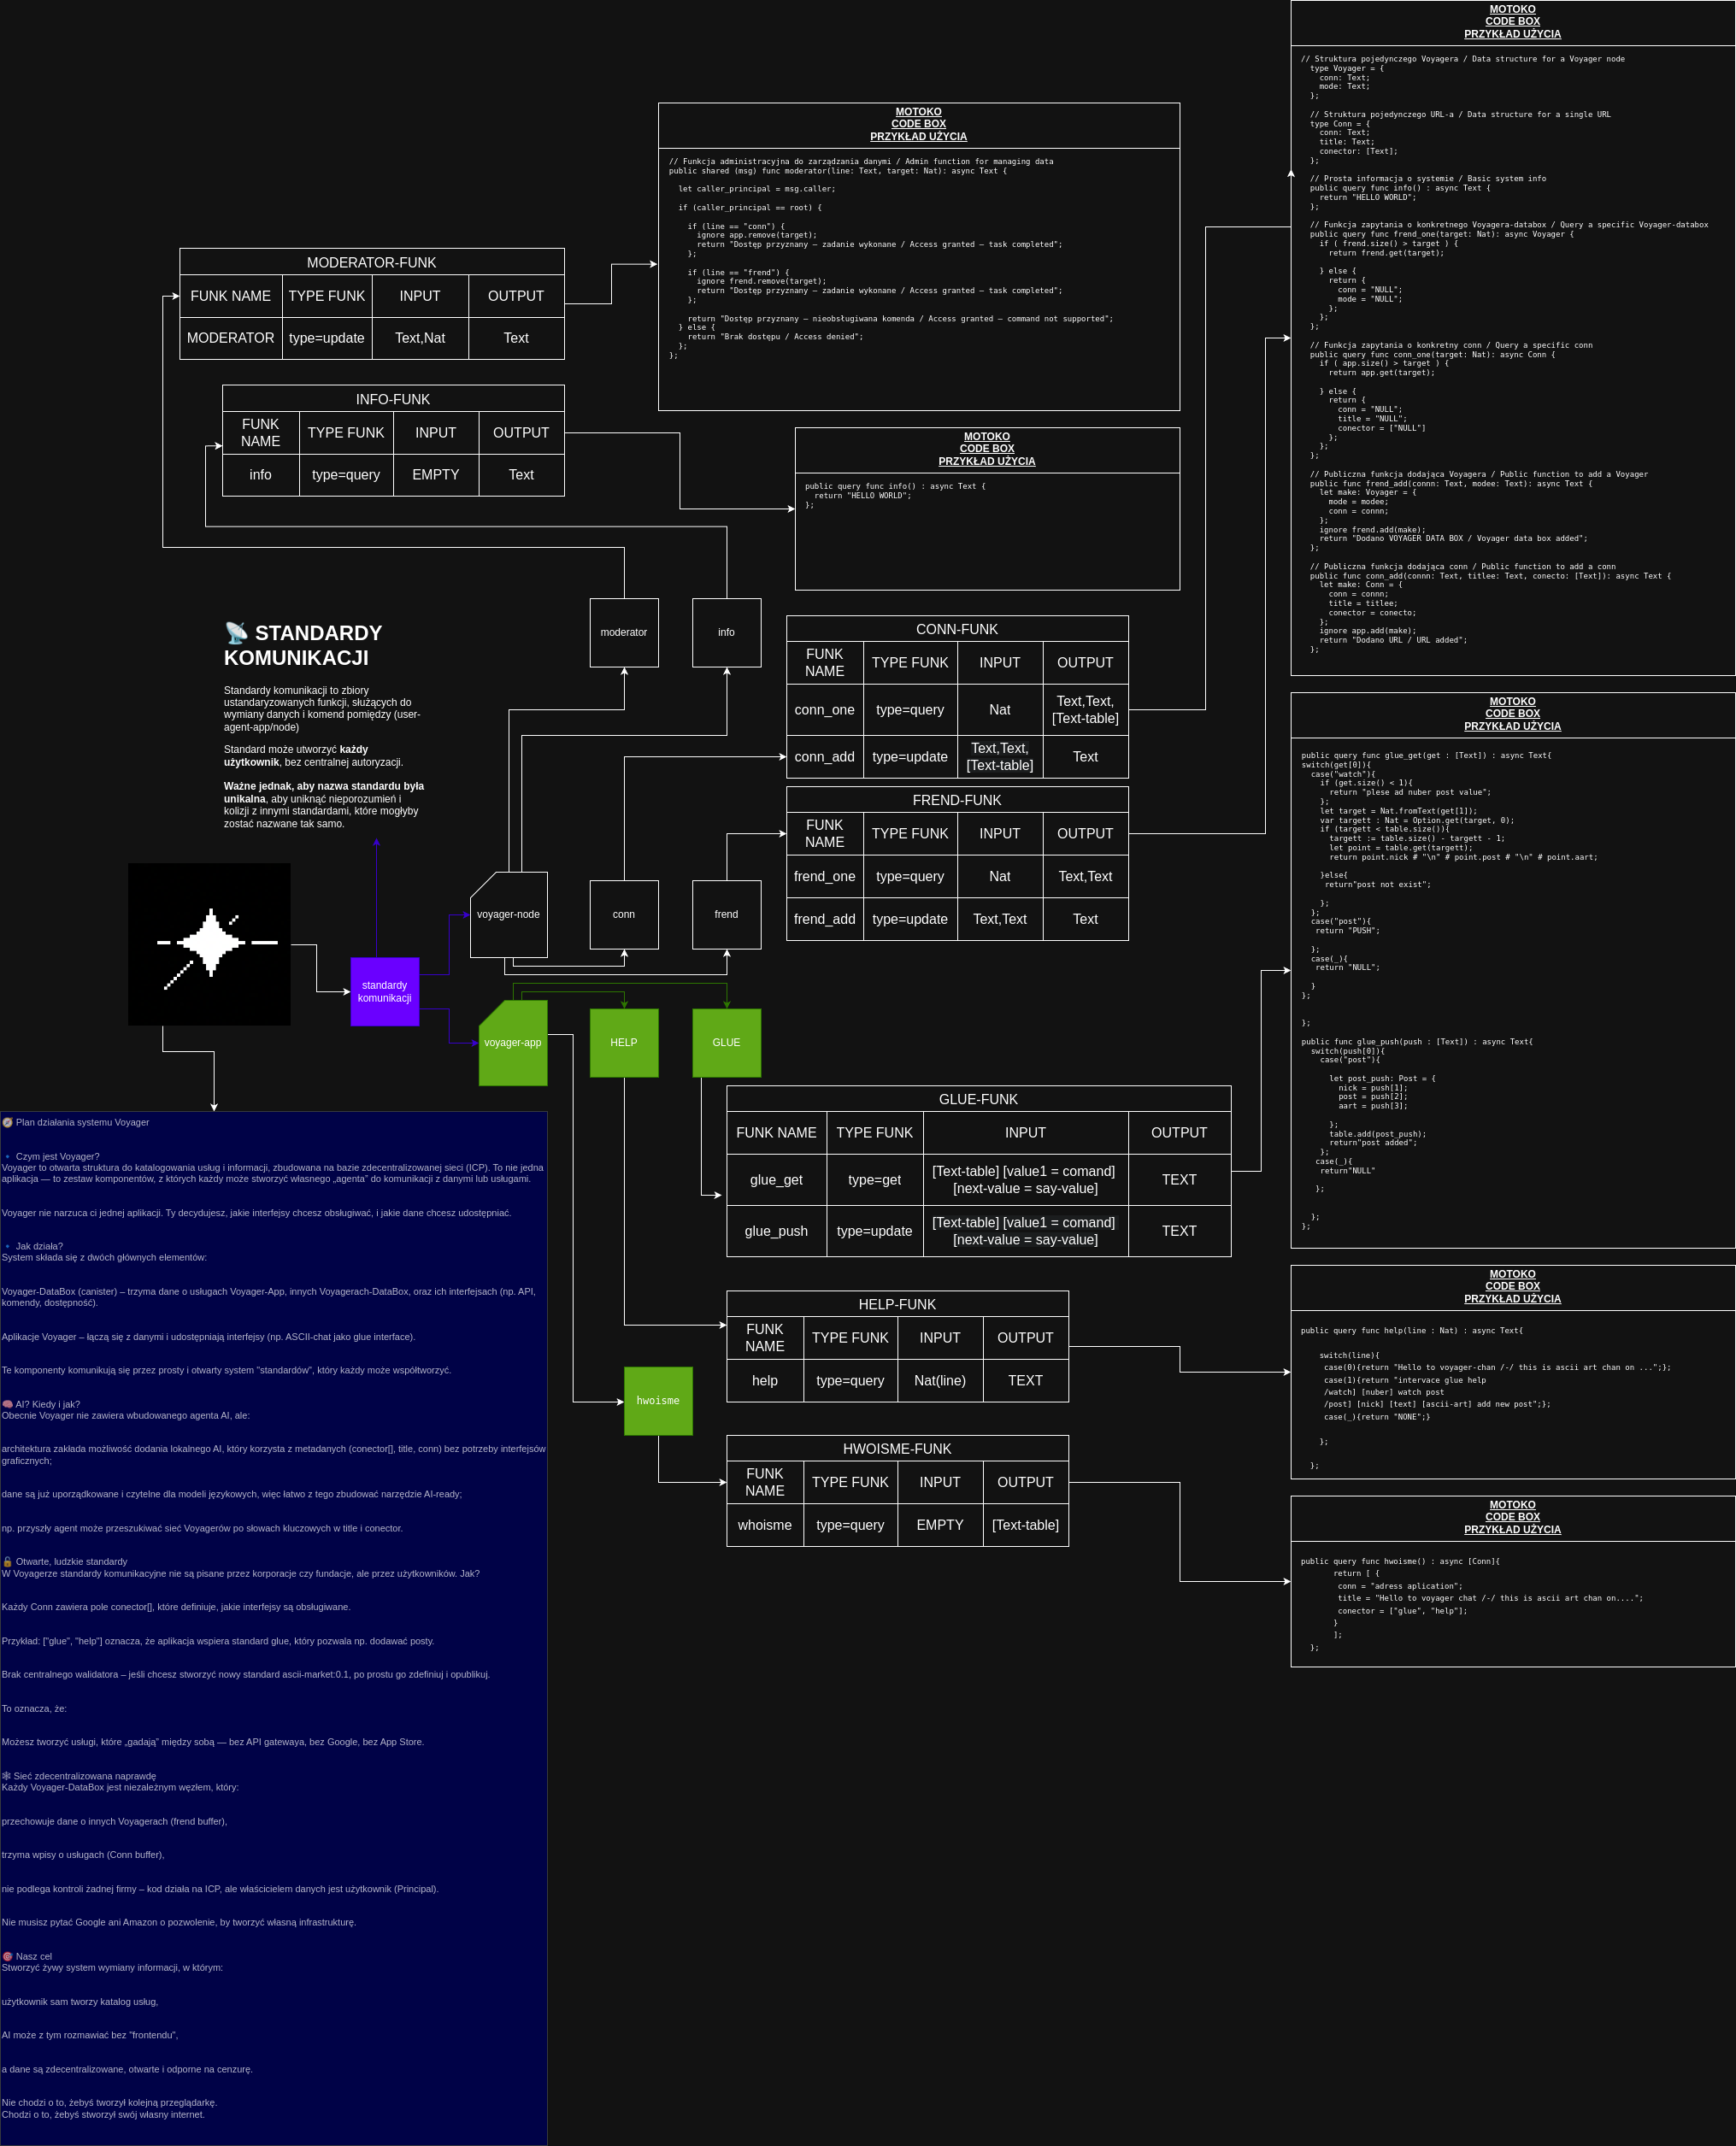 MOTOKO
CODE BOX
PRZYKŁAD UŻYCIA
// Struktura pojedynczego Voyagera / Data structure for a Voyager node
type Voyager = {
conn: Text;
mode: Text;
};
// Struktura pojedynczego URL-a / Data structure for a single URL
type Conn = {
conn: Text;
title: Text;
conector: [Text];
};
// Prosta informacja o systemie / Basic system info
public query func info() : async Text {
return "HELLO WORLD";
};
// Funkcja zapytania o konkretnego Voyagera-databox / Query a specific Voyager-databox
public query func frend_one(target: Nat): async Voyager {
if ( frend.size() > target ) {
return frend.get(target);
} else {
return {
conn = "NULL";
mode = "NULL";
};
};
};
// Funkcja zapytania o konkretny conn / Query a specific conn
public query func conn_one(target: Nat): async Conn {
if ( app.size() > target ) {
return app.get(target);
} else {
return {
conn = "NULL";
title = "NULL";
conector = ["NULL"]
};
};
};
// Publiczna funkcja dodająca Voyagera / Public function to add a Voyager
public func frend_add(connn: Text, modee: Text): async Text {
let make: Voyager = {
mode = modee;
conn = connn;
};
ignore frend.add(make);
return "Dodano VOYAGER DATA BOX / Voyager data box added";
};
// Publiczna funkcja dodająca conn / Public function to add a conn
public func conn_add(connn: Text, titlee: Text, conecto: [Text]): async Text {
let make: Conn = {
conn = connn;
title = titlee;
conector = conecto;
};
ignore app.add(make);
return "Dodano URL / URL added";
};
MOTOKO
CODE BOX
PRZYKŁAD UŻYCIA
// Funkcja administracyjna do zarządzania danymi / Admin function for managing data
public shared (msg) func moderator(line: Text, target: Nat): async Text {
let caller_principal = msg.caller;
if (caller_principal == root) {
if (line == "conn") {
ignore app.remove(target);
return "Dostęp przyznany – zadanie wykonane / Access granted – task completed";
};
if (line == "frend") {
ignore frend.remove(target);
return "Dostęp przyznany – zadanie wykonane / Access granted – task completed";
};
return "Dostęp przyznany – nieobsługiwana komenda / Access granted – command not supported";
} else {
return "Brak dostępu / Access denied";
};
};
MODERATOR-FUNK
FUNK NAME TYPE FUNK INPUT OUTPUT
MODERATOR type=update Text,Nat Text
INFO-FUNK
FUNK
NAME TYPE FUNK INPUT OUTPUT
info type=query EMPTY Text
MOTOKO
CODE BOX
PRZYKŁAD UŻYCIA
public query func info() : async Text {
return "HELLO WORLD";
};
moderator
info
📡 STANDARDY
KOMUNIKACJI
Standardy komunikacji to zbiory
ustandaryzowanych funkcji, służących do
wymiany danych i komend pomiędzy (user-
agent-app/node)
Standard może utworzyć każdy
użytkownik, bez centralnej autoryzacji.
Ważne jednak, aby nazwa standardu była
unikalna, aby uniknąć nieporozumień i
kolizji z innymi standardami, które mogłyby
zostać nazwane tak samo.
CONN-FUNK
FUNK
NAME TYPE FUNK INPUT OUTPUT
conn_one type=query Nat Text,Text,
[Text-table]
conn_add type=update Text,Text,
[Text-table] Text
FREND-FUNK
FUNK
NAME TYPE FUNK INPUT OUTPUT
frend_one type=query Nat Text,Text
frend_add type=update Text,Text Text
voyager-node
conn
frend
standardy
komunikacji
voyager-app
HELP
GLUE
MOTOKO
CODE BOX
PRZYKŁAD UŻYCIA
public query func glue_get(get : [Text]) : async Text{
switch(get[0]){
case("watch"){
if (get.size() < 1){
return "plese ad nuber post value";
};
let target = Nat.fromText(get[1]);
var targett : Nat = Option.get(target, 0);
if (targett < table.size()){
targett := table.size() - targett - 1;
let point = table.get(targett);
return point.nick # "\n" # point.post # "\n" # point.aart;
}else{
return"post not exist";
};
};
case("post"){
return "PUSH";
};
case(_){
return "NULL";
}
};
};
public func glue_push(push : [Text]) : async Text{
switch(push[0]){
case("post"){
let post_push: Post = {
nick = push[1];
post = push[2];
aart = push[3];
};
table.add(post_push);
return"post added";
};
case(_){
return"NULL"
};
};
};
GLUE-FUNK
FUNK NAME TYPE FUNK INPUT OUTPUT
glue_get type=get [Text-table] [value1 = comand]
[next-value = say-value] TEXT
glue_push type=update [Text-table] [value1 = comand]
[next-value = say-value] TEXT
HELP-FUNK
FUNK
NAME TYPE FUNK INPUT OUTPUT
help type=query Nat(line) TEXT
MOTOKO
CODE BOX
PRZYKŁAD UŻYCIA
public query func help(line : Nat) : async Text{
switch(line){
case(0){return "Hello to voyager-chan /-/ this is ascii art chan on ...";};
case(1){return "intervace glue help
/watch] [nuber] watch post
/post] [nick] [text] [ascii-art] add new post";};
case(_){return "NONE";}
};
};
hwoisme
HWOISME-FUNK
FUNK
NAME TYPE FUNK INPUT OUTPUT
whoisme type=query EMPTY [Text-table]
MOTOKO
CODE BOX
PRZYKŁAD UŻYCIA
public query func hwoisme() : async [Conn]{
return [ {
conn = "adress aplication";
title = "Hello to voyager chat /-/ this is ascii art chan on....";
conector = ["glue", "help"];
}
];
};
🧭 Plan działania systemu Voyager
🔹 Czym jest Voyager?
Voyager to otwarta struktura do katalogowania usług i informacji, zbudowana na bazie zdecentralizowanej sieci (ICP). To nie jedna
aplikacja — to zestaw komponentów, z których każdy może stworzyć własnego „agenta” do komunikacji z danymi lub usługami.
Voyager nie narzuca ci jednej aplikacji. Ty decydujesz, jakie interfejsy chcesz obsługiwać, i jakie dane chcesz udostępniać.
🔹 Jak działa?
System składa się z dwóch głównych elementów:
Voyager-DataBox (canister) – trzyma dane o usługach Voyager-App, innych Voyagerach-DataBox, oraz ich interfejsach (np. API,
komendy, dostępność).
Aplikacje Voyager – łączą się z danymi i udostępniają interfejsy (np. ASCII-chat jako glue interface).
Te komponenty komunikują się przez prosty i otwarty system "standardów", który każdy może współtworzyć.
🧠 AI? Kiedy i jak?
Obecnie Voyager nie zawiera wbudowanego agenta AI, ale:
architektura zakłada możliwość dodania lokalnego AI, który korzysta z metadanych (conector[], title, conn) bez potrzeby interfejsów
graficznych;
dane są już uporządkowane i czytelne dla modeli językowych, więc łatwo z tego zbudować narzędzie AI-ready;
np. przyszły agent może przeszukiwać sieć Voyagerów po słowach kluczowych w title i conector.
🔓 Otwarte, ludzkie standardy
W Voyagerze standardy komunikacyjne nie są pisane przez korporacje czy fundacje, ale przez użytkowników. Jak?
Każdy Conn zawiera pole conector[], które definiuje, jakie interfejsy są obsługiwane.
Przykład: ["glue", "help"] oznacza, że aplikacja wspiera standard glue, który pozwala np. dodawać posty.
Brak centralnego walidatora – jeśli chcesz stworzyć nowy standard ascii-market:0.1, po prostu go zdefiniuj i opublikuj.
To oznacza, że:
Możesz tworzyć usługi, które „gadają” między sobą — bez API gatewaya, bez Google, bez App Store.
🕸️ Sieć zdecentralizowana naprawdę
Każdy Voyager-DataBox jest niezależnym węzłem, który:
przechowuje dane o innych Voyagerach (frend buffer),
trzyma wpisy o usługach (Conn buffer),
nie podlega kontroli żadnej firmy – kod działa na ICP, ale właścicielem danych jest użytkownik (Principal).
Nie musisz pytać Google ani Amazon o pozwolenie, by tworzyć własną infrastrukturę.
🎯 Nasz cel
Stworzyć żywy system wymiany informacji, w którym:
użytkownik sam tworzy katalog usług,
AI może z tym rozmawiać bez "frontendu",
a dane są zdecentralizowane, otwarte i odporne na cenzurę.
Nie chodzi o to, żebyś tworzył kolejną przeglądarkę.
Chodzi o to, żebyś stworzył swój własny internet.